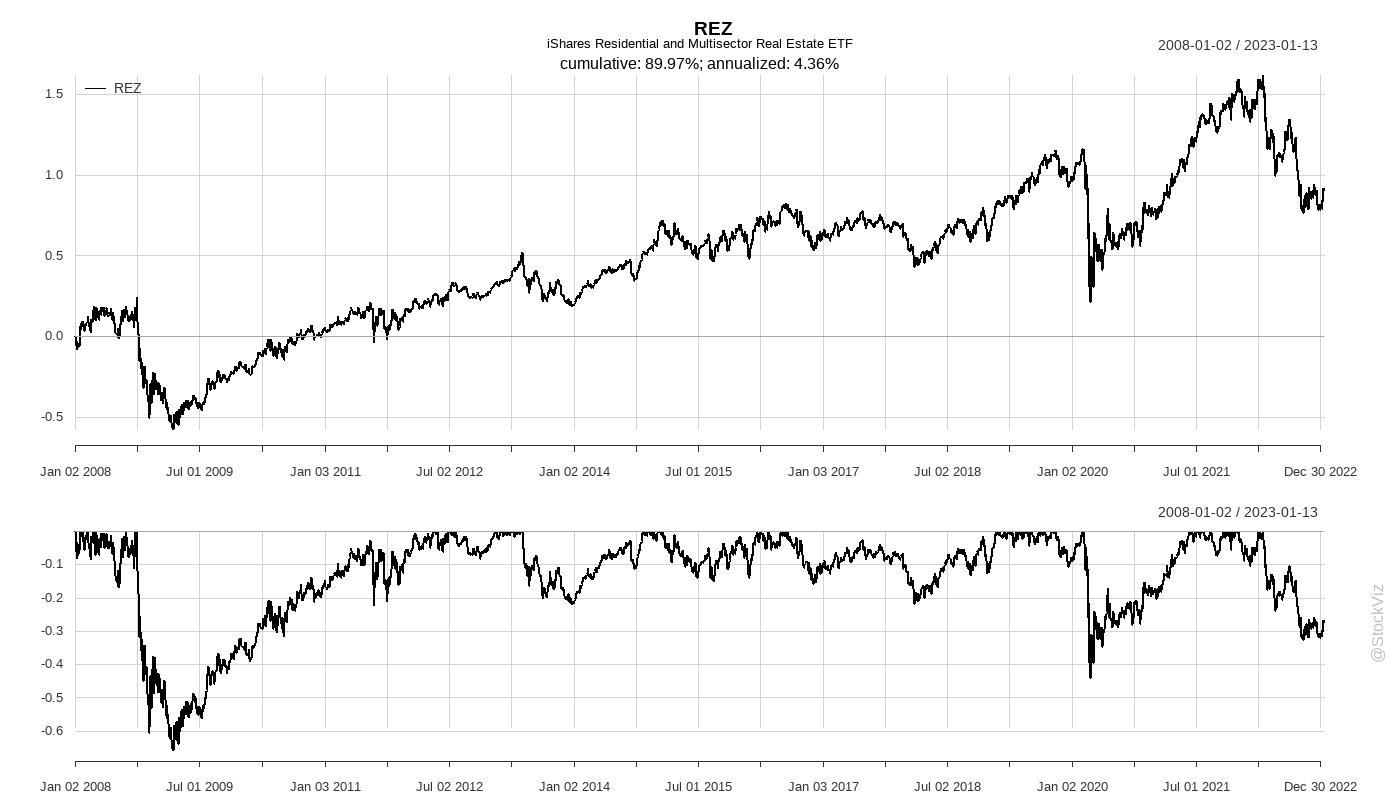 REZ
iShares Residential and Multisector Real Estate ETF
2008-01-02 / 2023-01-13
cumulative: 89.97%; annualized: 4.36%
REZ
1.5
1.0
0.5
0.0
-0.5
Jan 02 2008 Jul 01 2009 Jan 03 2011 Jul 02 2012 Jan 02 2014 Jul 01 2015 Jan 03 2017 Jul 02 2018 Jan 02 2020 Jul 01 2021 Dec 30 2022
2008-01-02 / 2023-01-13
-0.1
-0.2
-0.3
-0.4
-0.5
-0.6
Jan 02 2008 Jul 01 2009 Jan 03 2011 Jul 02 2012 Jan 02 2014 Jul 01 2015 Jan 03 2017 Jul 02 2018 Jan 02 2020 Jul 01 2021 Dec 30 2022
@StockViz